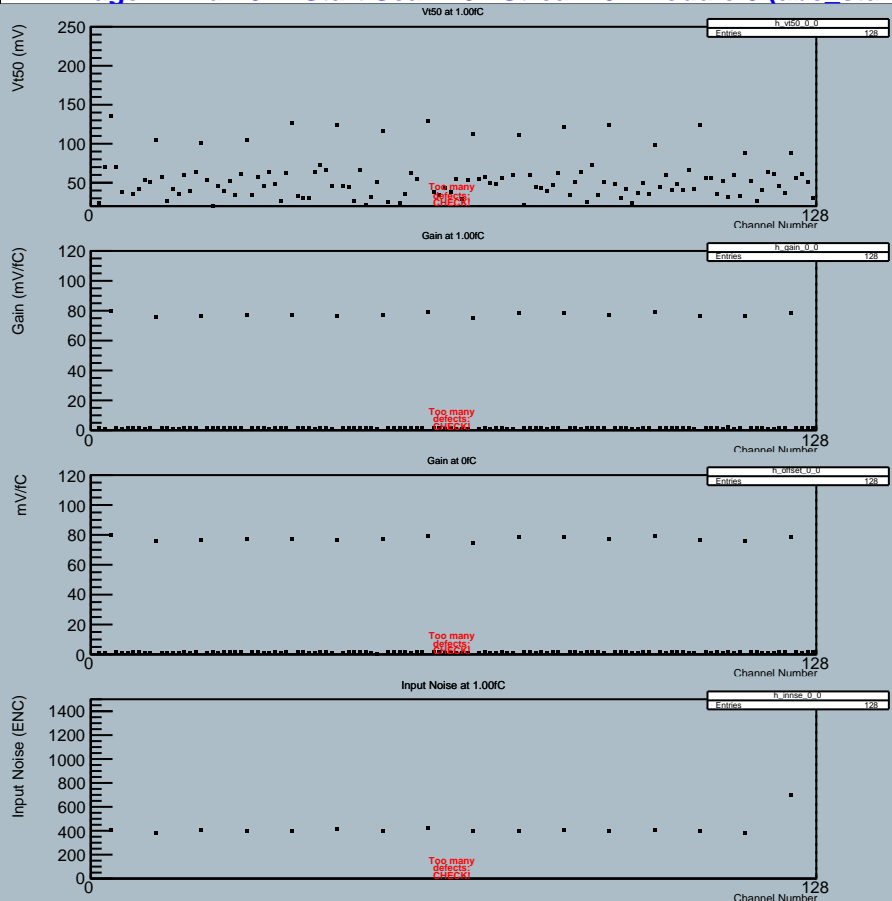 Vt50 at 1.00fC
h_vt50_0_0
Entries 128
Vt50 (mV)
250
200
150
100
50
0
128
Too many
defects:
CHECK!
Channel Number
Gain at 1.00fC
h_gain_0_0
Entries 128
Gain (mV/fC)
120
100
80
60
40
20
0
0
128
Too many
defects:
CHECK!
Channel Number
Gain at 0fC
h_offset_0_0
Entries 128
mV/fC
120
100
80
60
40
20
0
0
128
Too many
defects:
CHECK!
Channel Number
Input Noise at 1.00fC
h_innse_0_0
Entries 128
Input Noise (ENC)
1400
1200
1000
800
600
400
200
0
0
128
Too many
defects:
CHECK!
Channel Number